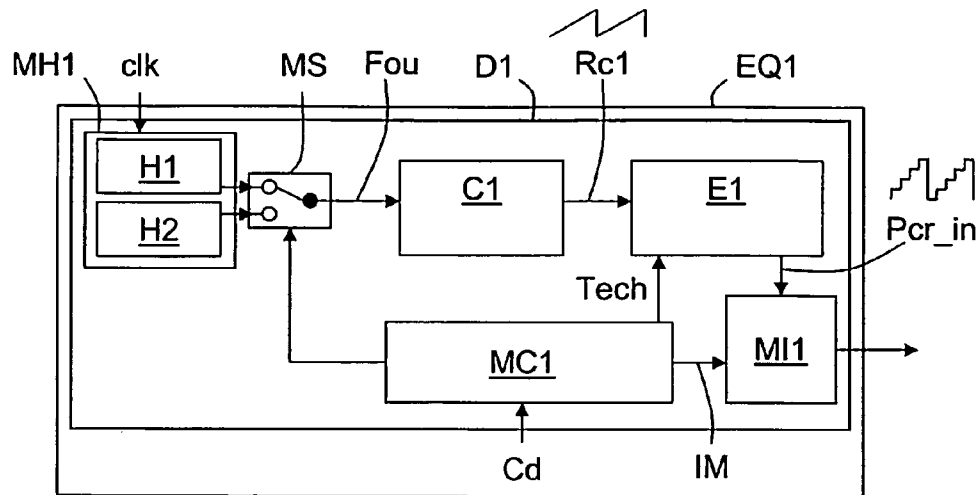 MH1 clk MS Fou D1 Rc1 EQ1
H1
H2
C1
E1
Pcr_in
Tech
MC1
MI1
Cd
IM